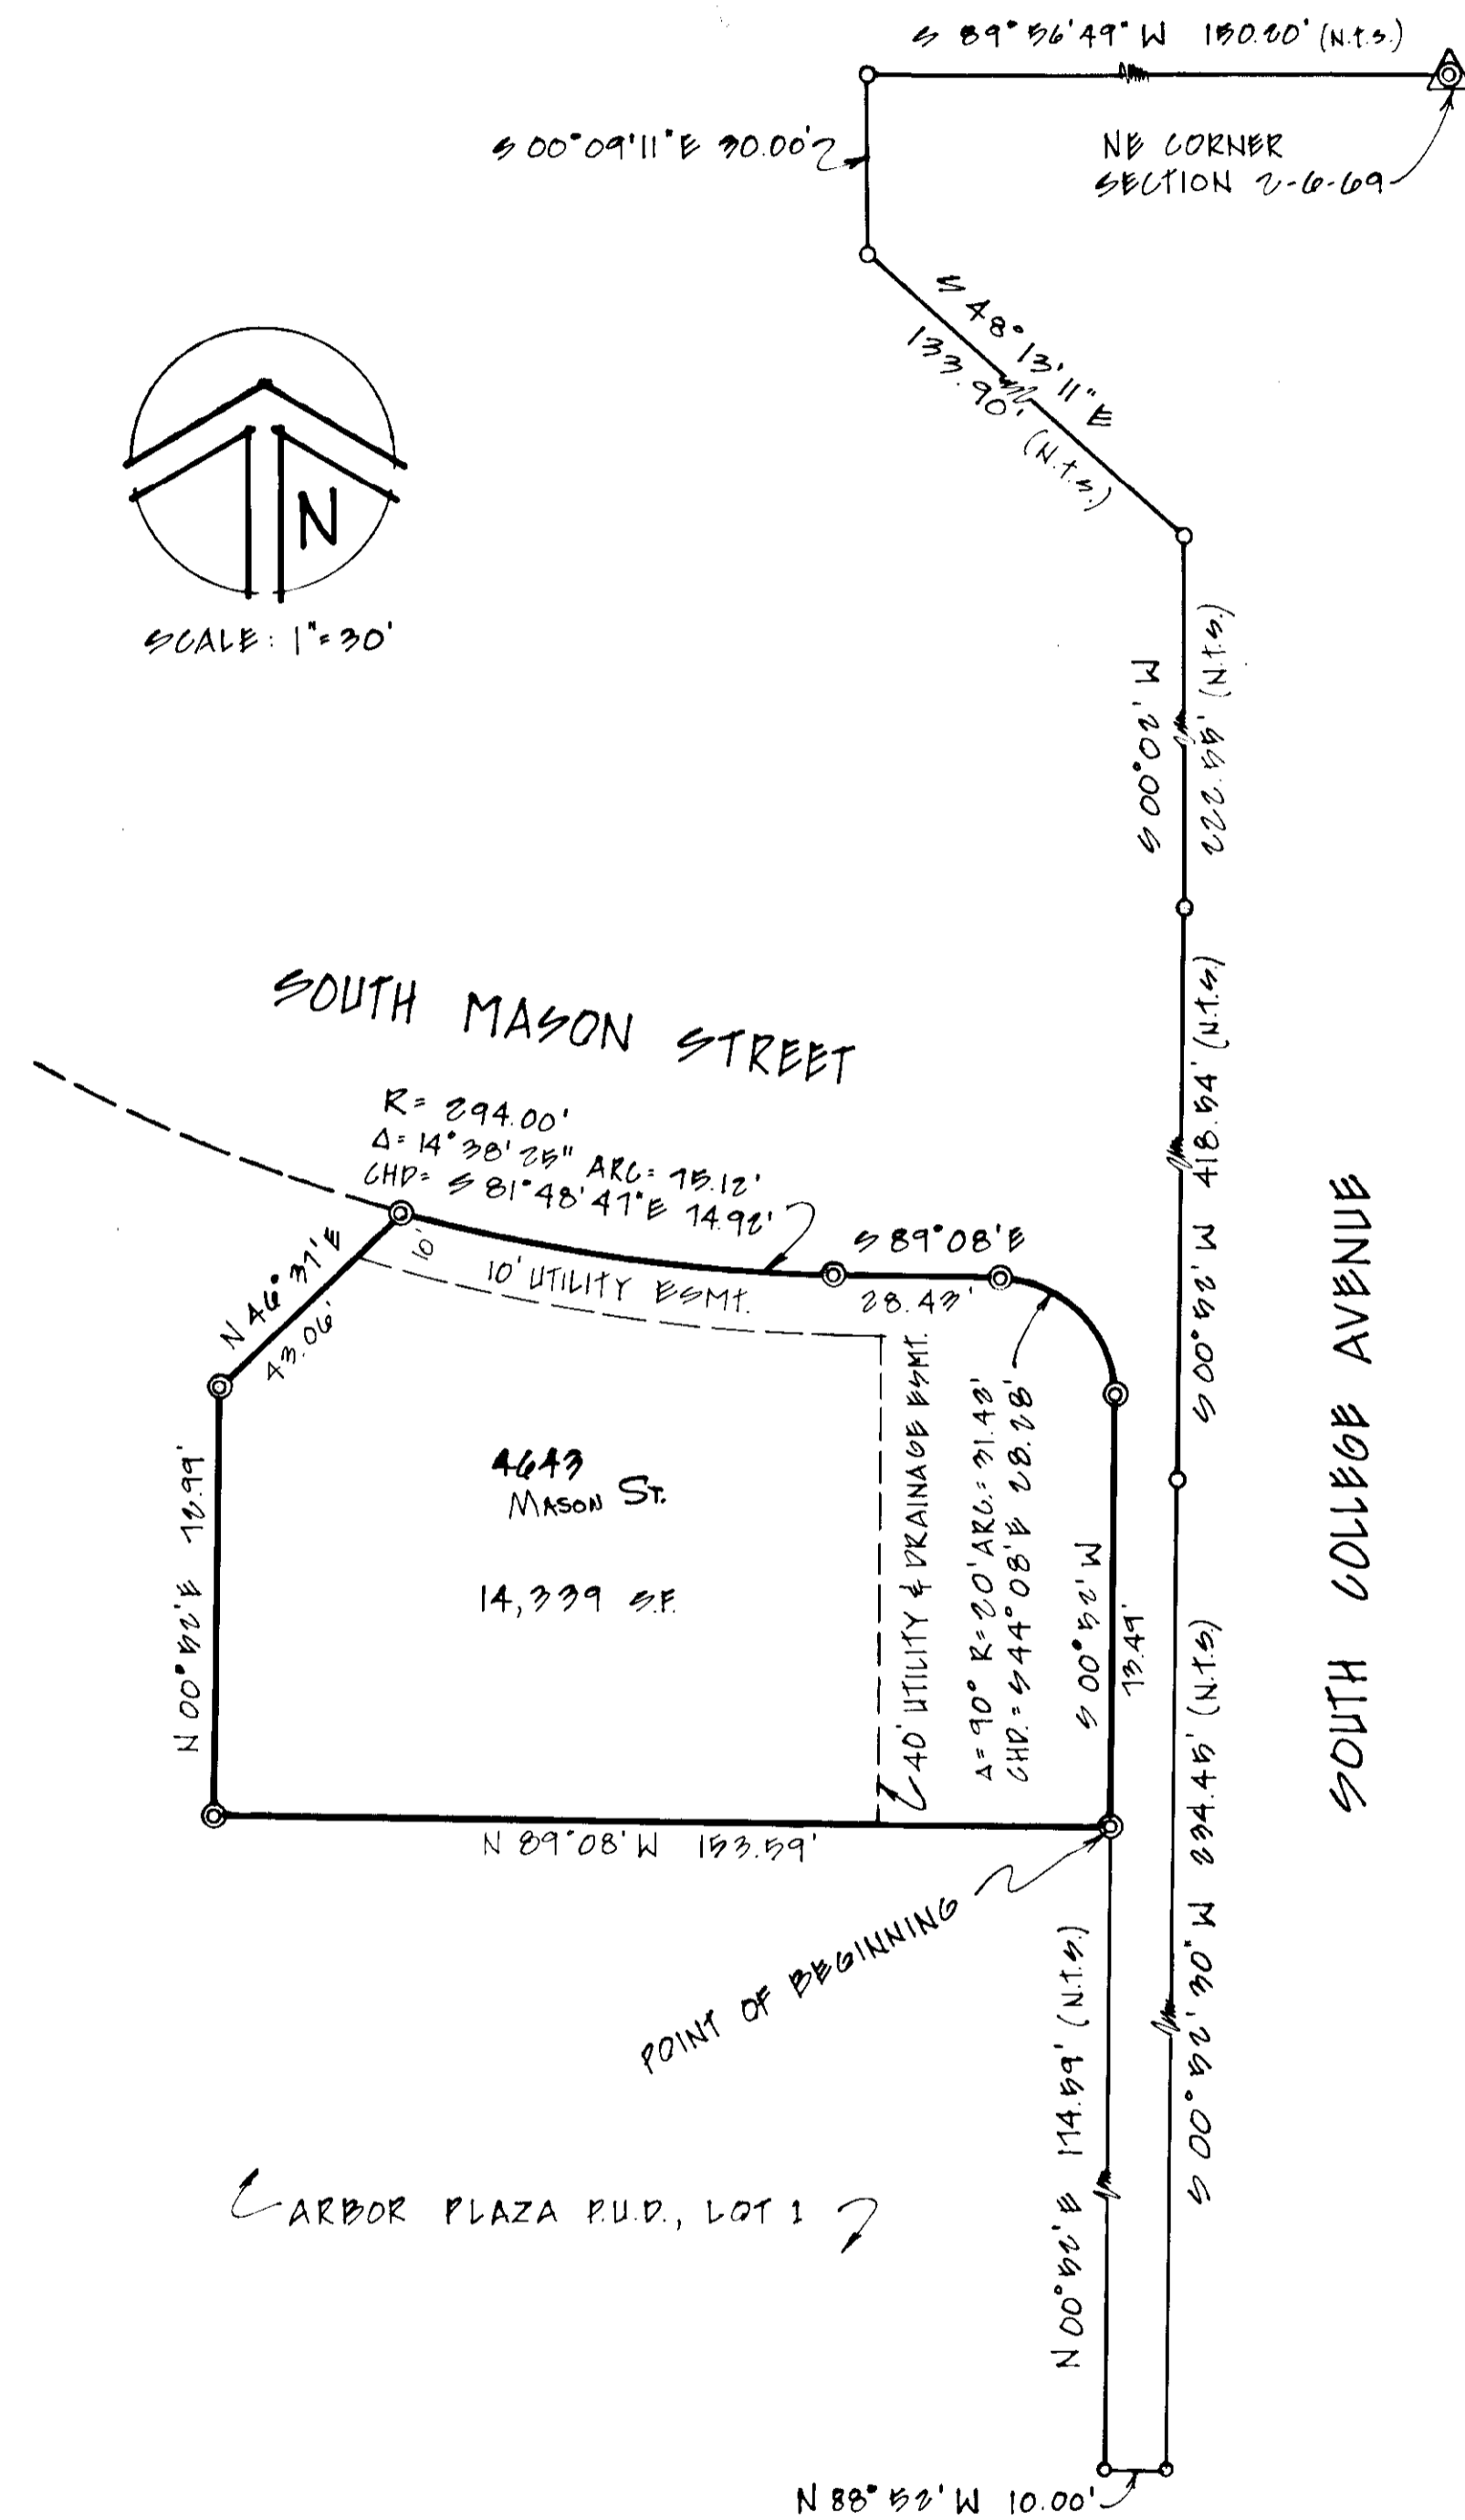 S 89°56'49" W 150.20' (N.T.S.)
S 00°09'11" E 30.00'
NE CORNER
SECTION 2-6-69
S 48°13'11" E
133.90' (N.T.S.)
N
SCALE: 1"=30'
S 00°02' W
222.55' (N.T.S.)
SOUTH MASON STREET
R= 294.00'
Δ= 14°38'25" ARC= 75.12'
CHD= S 81°48'47" E 74.92'
S 00°52' W 418.54' (N.T.S.)
S 89°08' E
28.43'
N 46°37' E
43.06'
10'
10' UTILITY ESMT.
40' UTILITY & DRAINAGE ESMT.
Δ= 90° R= 20' ARC.= 31.42'
CHD.= S 44°08' E 28.28'
S 00°52' W
73.49'
N 00°52' E 72.99'
4643
MASON ST.
14,339 S.F.
SOUTH COLLEGE AVENUE
N 89°08' W 153.59'
POINT OF BEGINNING
S 00°52'30" W 234.45' (N.T.S.)
N 00°52' E 174.59' (N.T.S.)
ARBOR PLAZA P.U.D., LOT 1
N 88°52' W 10.00'